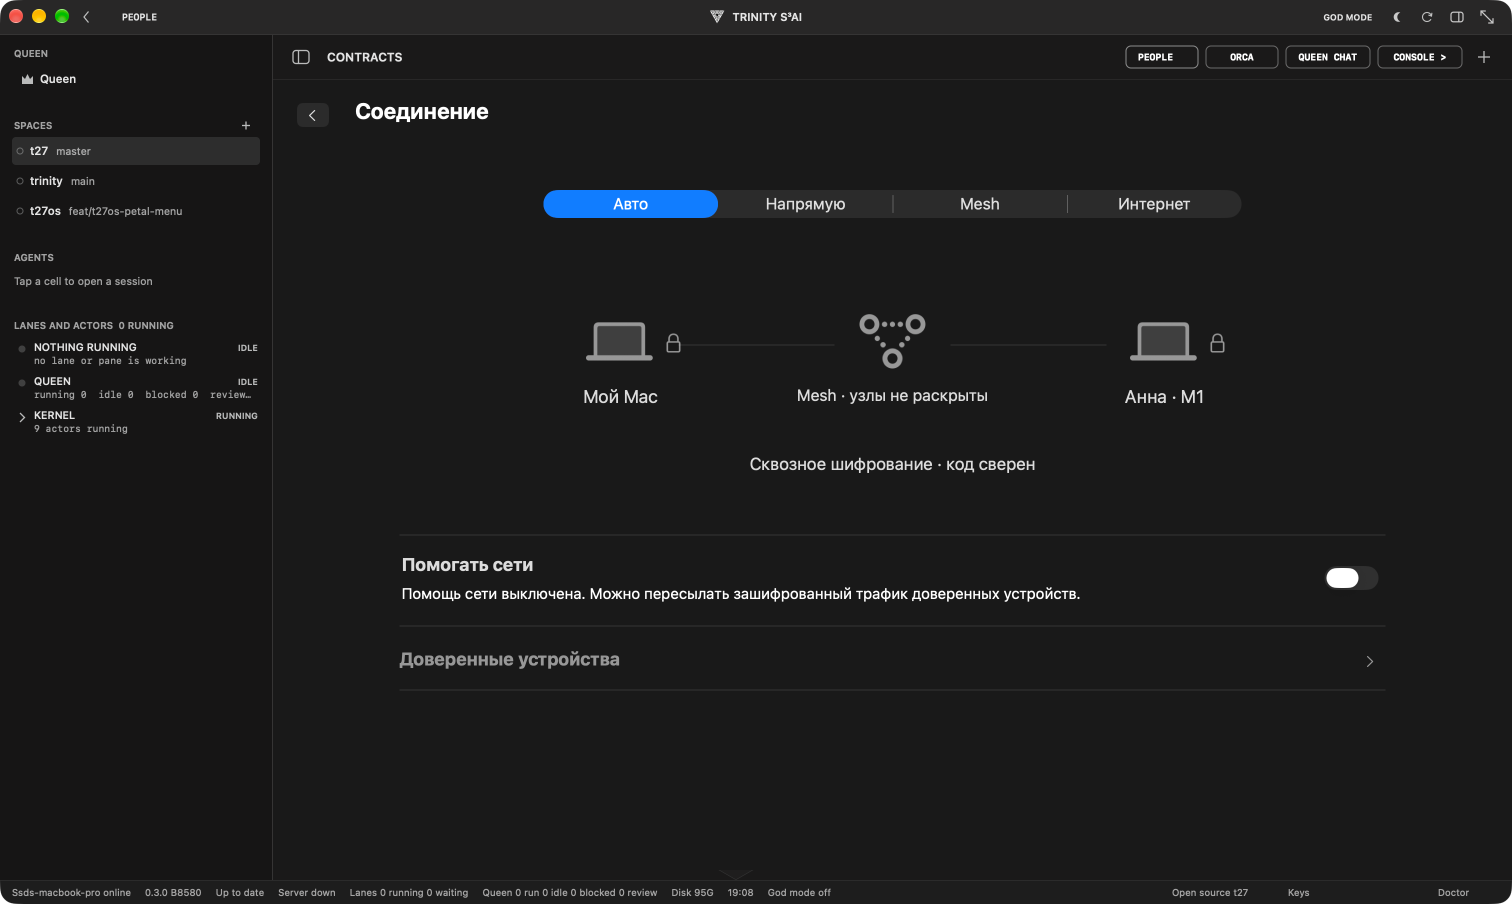 PEOPLE
TRINITY S³AI
GOD MODE
QUEEN
Queen
SPACES
t27 master
trinity main
t27os feat/t27os-petal-menu
AGENTS
Tap a cell to open a session
LANES AND ACTORS 0 RUNNING
NOTHING RUNNING IDLE
no lane or pane is working
QUEEN IDLE
running 0 idle 0 blocked 0 review…
KERNEL RUNNING
9 actors running
CONTRACTS
PEOPLE
ORCA
QUEEN CHAT
CONSOLE >
Соединение
Авто
Напрямую
Mesh
Интернет
Мой Mac
Mesh · узлы не раскрыты
Анна · M1
Сквозное шифрование · код сверен
Помогать сети
Помощь сети выключена. Можно пересылать зашифрованный трафик доверенных устройств.
Доверенные устройства
Ssds-macbook-pro online 0.3.0 B8580 Up to date Server down Lanes 0 running 0 waiting Queen 0 run 0 idle 0 blocked 0 review Disk 95G 19:08 God mode off Open source t27 Keys Doctor